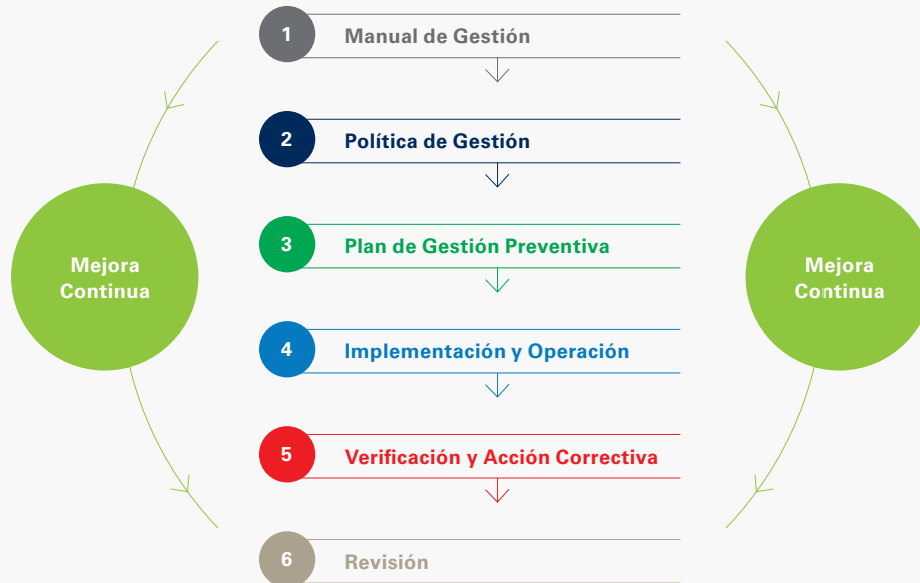 1 Manual de Gestión
2 Política de Gestión
3 Plan de Gestión Preventiva
Mejora
Continua
Mejora
Continua
4 Implementación y Operación
5 Verificación y Acción Correctiva
6 Revisión